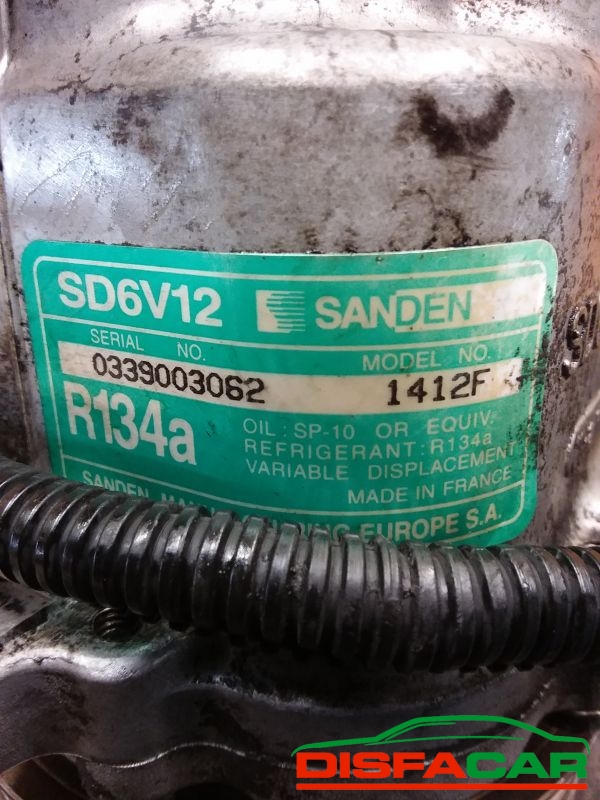 SD6V12 SANDEN
SERIAL NO. MODEL NO.
0339003062 1412F
R134a
OIL : SP-10 OR EQUIV.
REFRIGERANT : R134a
VARIABLE DISPLACEMENT
MADE IN FRANCE
SANDEN EUROPE S.A.
DISFACAR